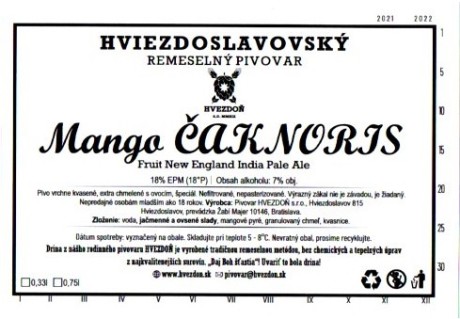 2021 2022
HVIEZDOSLAVOVSKÝ
REMESELNÝ PIVOVAR
HVEZDOŇ
Mango ČAKNORIS
Fruit New England India Pale Ale
18% EPM (18°P) | Obsah alkoholu: 7% obj.
Pivo vrchne kvasené, extra chmelené s ovocím, špeciál. Nefiltrované, nepasterizované. Výrazný zákal nie je závadou, je žiadaný.
Nepredajné osobám mladším ako 18 rokov. Výrobca: Pivovar HVEZDOŇ s.r.o., Hviezdoslavov 815
Hviezdoslavov, prevádzka Žabí Majer 10146, Bratislava.
Zloženie: voda, jačmenné a ovsené slady, mangové pyré, granulovaný chmeľ, kvasnice.
Dátum spotreby: vyznačený na obale. Skladujte pri teplote 5 - 8°C. Nevratný obal, prosíme recyklujte.
Drina z nášho rodinného pivovaru HVEZDOŇ je vyrobené tradičnou remeselnou metódou, bez chemických a tepelných úprav
z najkvalitenejších surovín. „Daj Boh šťastia"! Uvariť to bola drina!
www.hvezdon.sk pivovar@hvezdon.sk
0,33l 0,75l
1
5
10
15
20
25
30
I II III IV V VI VII VIII IX X XI XII